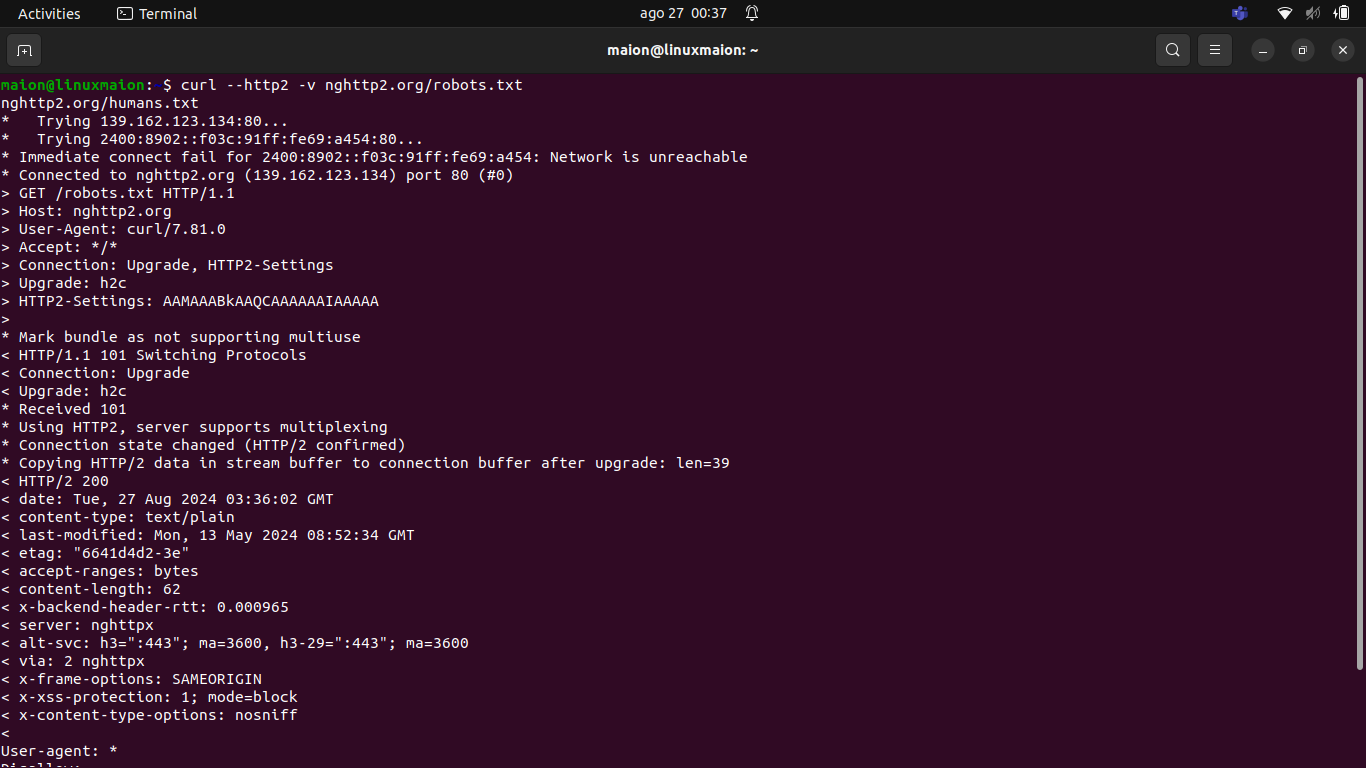 Activities Terminal ago 27 00:37
maion@linuxmaion: ~
maion@linuxmaion:~$ curl --http2 -v nghttp2.org/robots.txt
nghttp2.org/humans.txt
*   Trying 139.162.123.134:80...
*   Trying 2400:8902::f03c:91ff:fe69:a454:80...
* Immediate connect fail for 2400:8902::f03c:91ff:fe69:a454: Network is unreachable
* Connected to nghttp2.org (139.162.123.134) port 80 (#0)
> GET /robots.txt HTTP/1.1
> Host: nghttp2.org
> User-Agent: curl/7.81.0
> Accept: */*
> Connection: Upgrade, HTTP2-Settings
> Upgrade: h2c
> HTTP2-Settings: AAMAAABkAAQCAAAAAAIAAAAA
>
* Mark bundle as not supporting multiuse
< HTTP/1.1 101 Switching Protocols
< Connection: Upgrade
< Upgrade: h2c
* Received 101
* Using HTTP2, server supports multiplexing
* Connection state changed (HTTP/2 confirmed)
* Copying HTTP/2 data in stream buffer to connection buffer after upgrade: len=39
< HTTP/2 200
< date: Tue, 27 Aug 2024 03:36:02 GMT
< content-type: text/plain
< last-modified: Mon, 13 May 2024 08:52:34 GMT
< etag: "6641d4d2-3e"
< accept-ranges: bytes
< content-length: 62
< x-backend-header-rtt: 0.000965
< server: nghttpx
< alt-svc: h3=":443"; ma=3600, h3-29=":443"; ma=3600
< via: 2 nghttpx
< x-frame-options: SAMEORIGIN
< x-xss-protection: 1; mode=block
< x-content-type-options: nosniff
<
User-agent: *
Disallow: